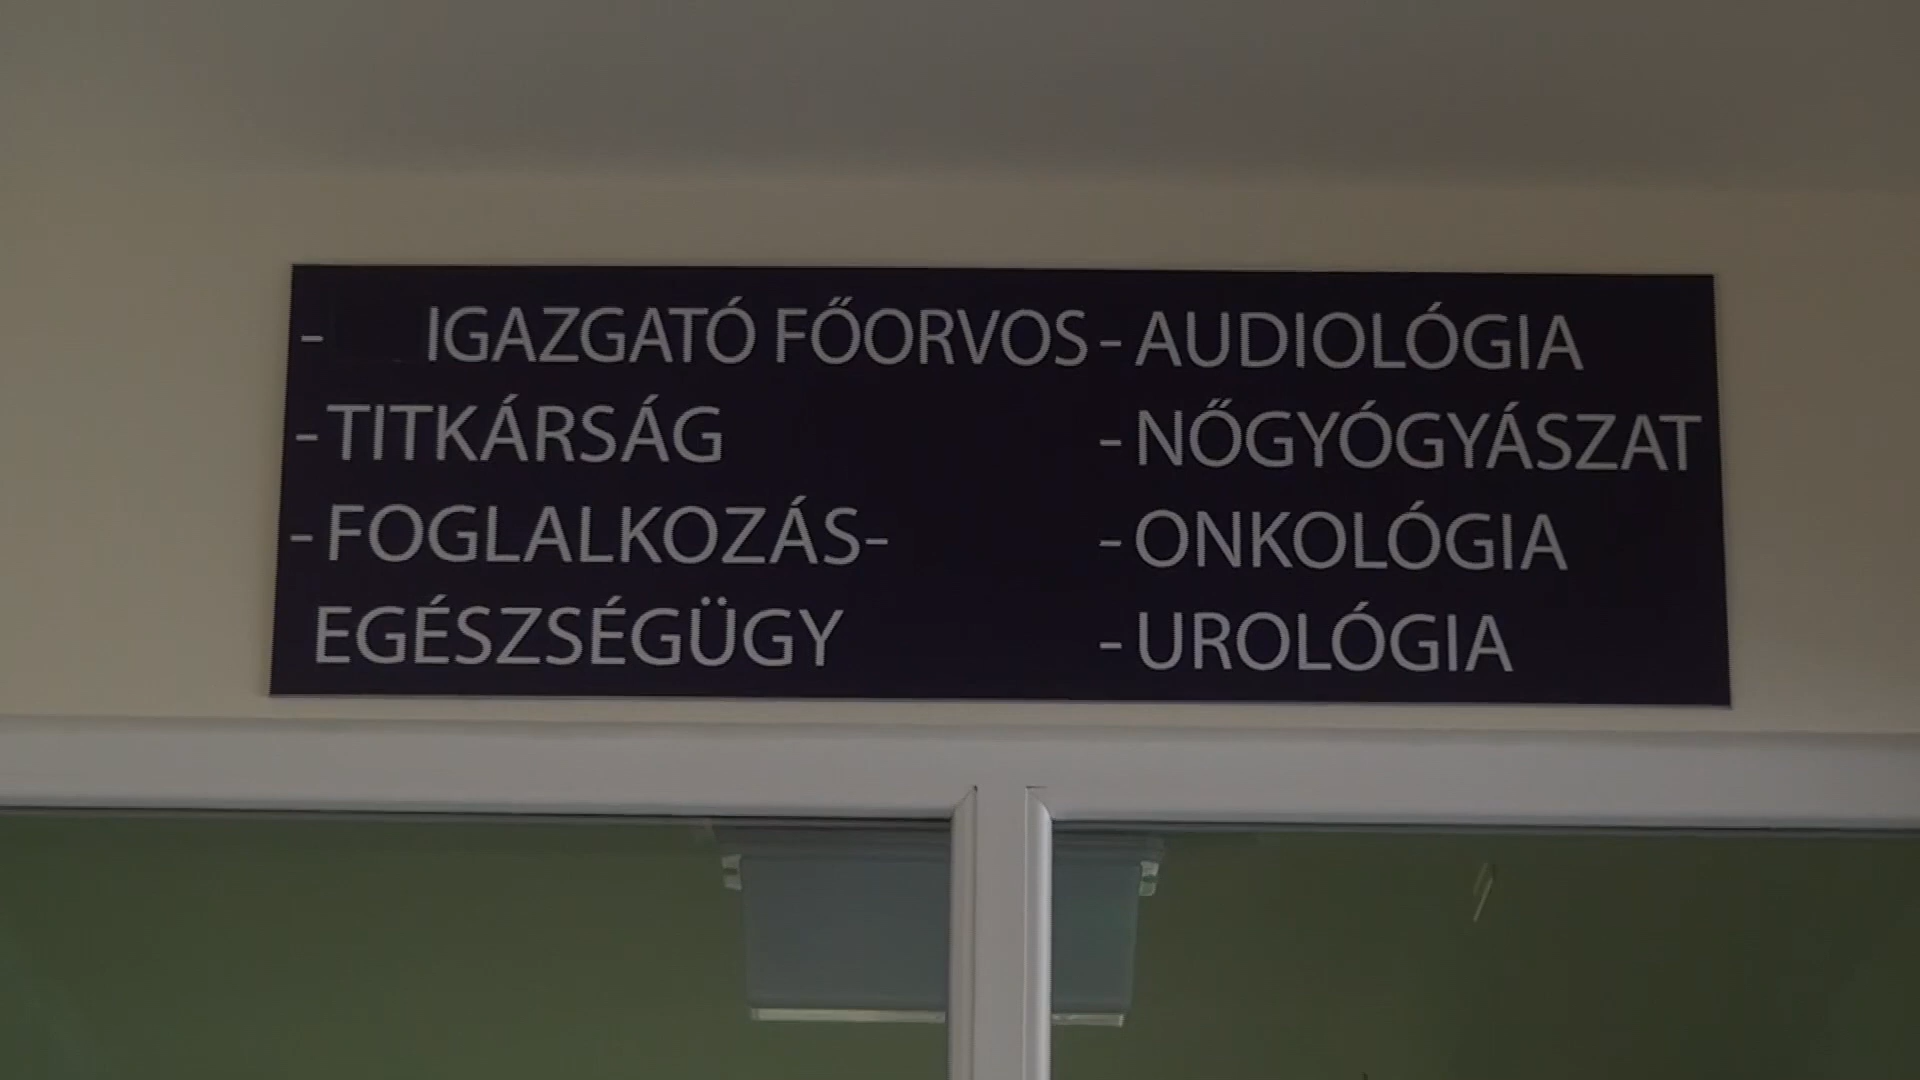 - IGAZGATÓ FŐORVOS
-TITKÁRSÁG
-FOGLALKOZÁS-
EGÉSZSÉGÜGY
-AUDIOLÓGIA
-NŐGYÓGYÁSZAT
-ONKOLÓGIA
-UROLÓGIA